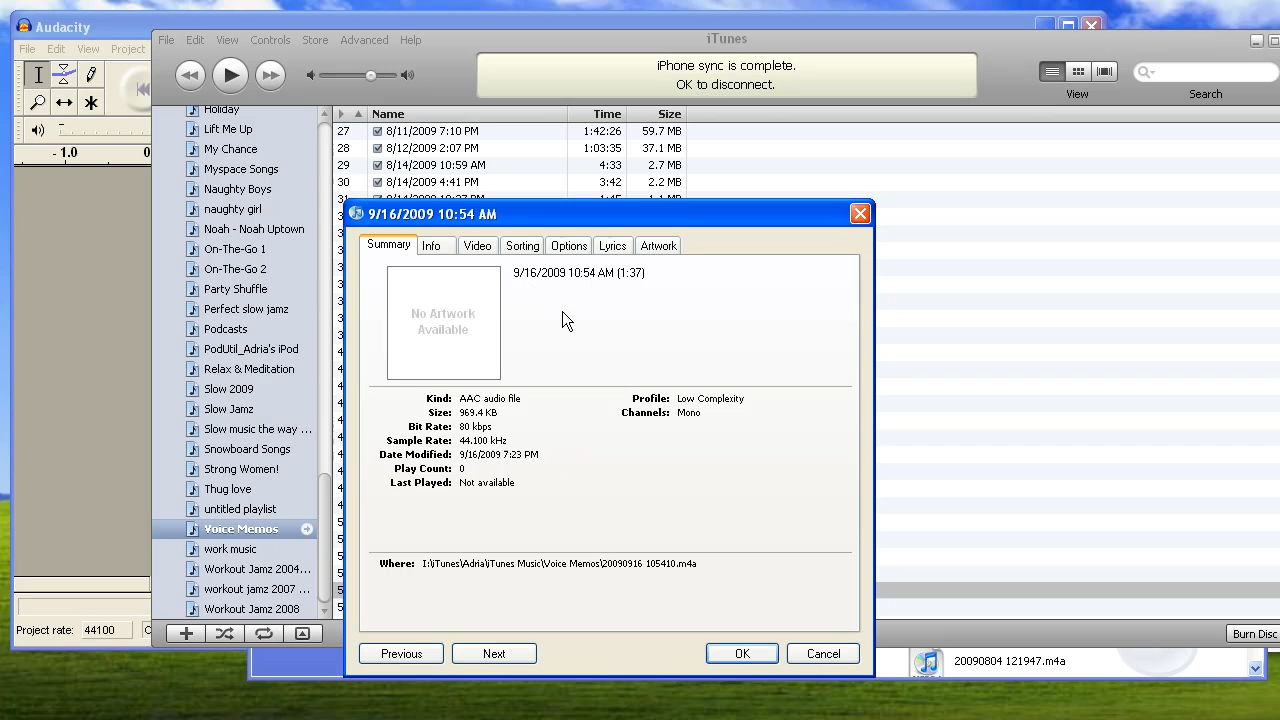 Audacity
File Edit View Project
- 1.0 0
Project rate: 44100
File Edit View Controls Store Advanced Help
iTunes
iPhone sync is complete.
OK to disconnect.
View
Search
Holiday
Lift Me Up
My Chance
Myspace Songs
Naughty Boys
naughty girl
Noah - Noah Uptown
On-The-Go 1
On-The-Go 2
Party Shuffle
Perfect slow jamz
Podcasts
PodUtil_Adria's iPod
Relax & Meditation
Slow 2009
Slow Jamz
Slow music the way ...
Snowboard Songs
Strong Women!
Thug love
untitled playlist
Voice Memos
work music
Workout Jamz 2004...
workout jamz 2007 ...
Workout Jamz 2008
Name Time Size
27 8/11/2009 7:10 PM 1:42:26 59.7 MB
28 8/12/2009 2:07 PM 1:03:35 37.1 MB
29 8/14/2009 10:59 AM 4:33 2.7 MB
30 8/14/2009 4:41 PM 3:42 2.2 MB
9/16/2009 10:54 AM
Summary Info Video Sorting Options Lyrics Artwork
No Artwork
Available
9/16/2009 10:54 AM (1:37)
Kind: AAC audio file
Size: 969.4 KB
Bit Rate: 80 kbps
Sample Rate: 44.100 kHz
Date Modified: 9/16/2009 7:23 PM
Play Count: 0
Last Played: Not available
Profile: Low Complexity
Channels: Mono
Where: I:\iTunes\Adria\iTunes Music\Voice Memos\20090916 105410.m4a
Previous Next OK Cancel
Burn Disc
20090804 121947.m4a